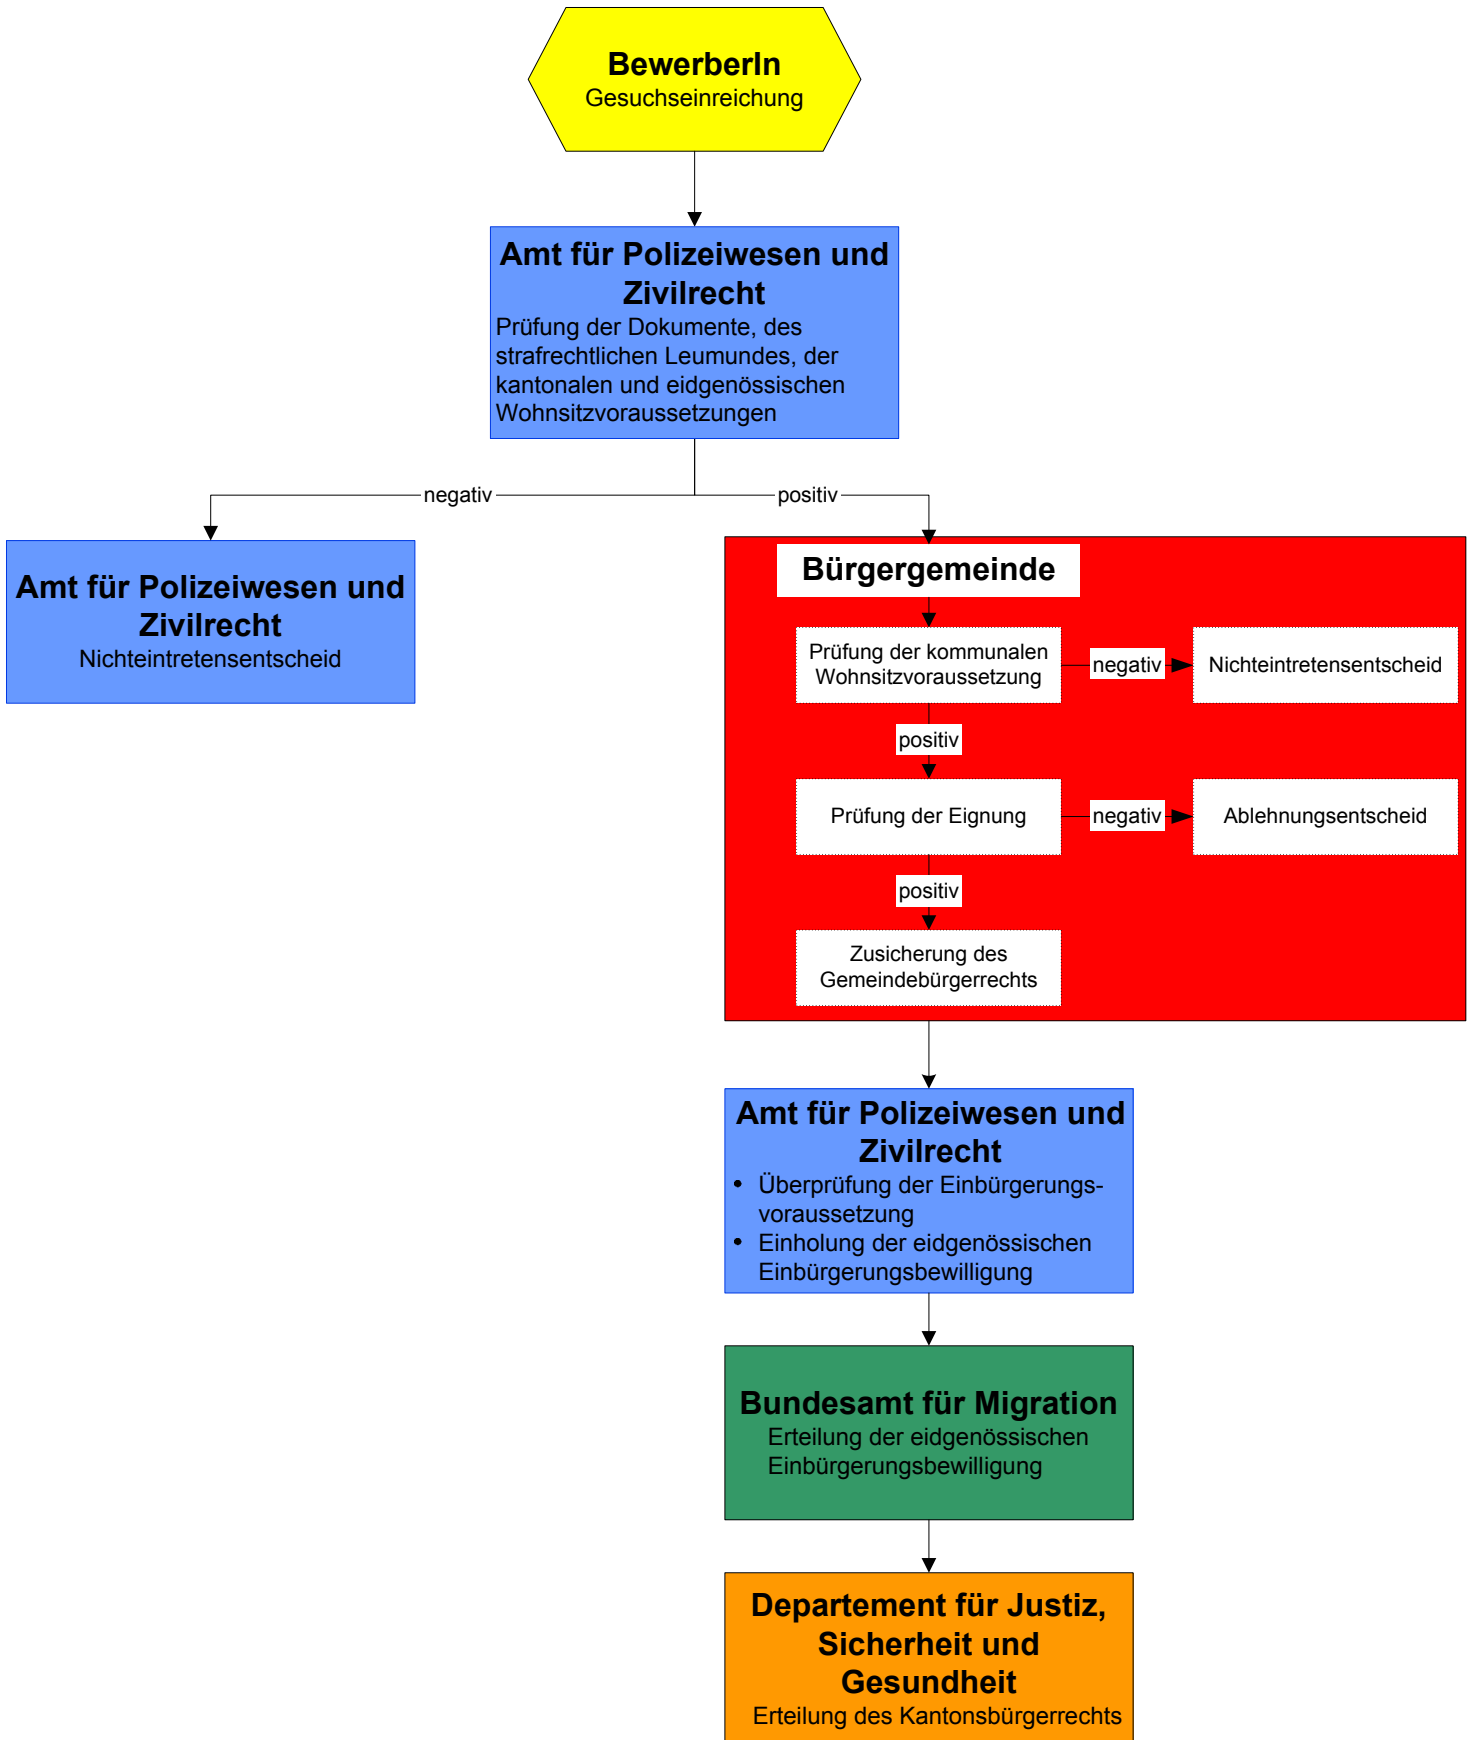 BewerberIn
Gesuchseinreichung
Amt für Polizeiwesen und
Zivilrecht
Prüfung der Dokumente, des
strafrechtlichen Leumundes, der
kantonalen und eidgenössischen
Wohnsitzvoraussetzungen
negativ
positiv
Amt für Polizeiwesen und
Zivilrecht
Nichteintretensentscheid
Bürgergemeinde
Prüfung der kommunalen
Wohnsitzvoraussetzung
negativ
Nichteintretensentscheid
positiv
Prüfung der Eignung
negativ
Ablehnungsentscheid
positiv
Zusicherung des
Gemeindebürgerrechts
Amt für Polizeiwesen und
Zivilrecht
• Überprüfung der Einbürgerungs-
voraussetzung
• Einholung der eidgenössischen
Einbürgerungsbewilligung
Bundesamt für Migration
Erteilung der eidgenössischen
Einbürgerungsbewilligung
Departement für Justiz,
Sicherheit und
Gesundheit
Erteilung des Kantonsbürgerrechts